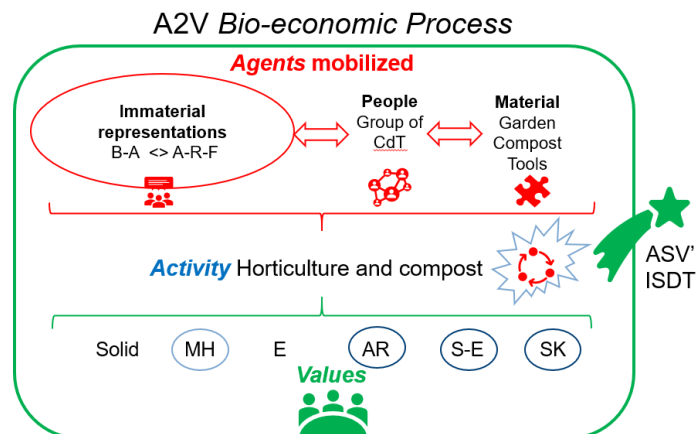 A2V Bio-economic Process
Agents mobilized
Immaterial
representations
B-A <> A-R-F
People
Group of
CdT
Material
Garden
Compost
Tools
Activity Horticulture and compost
ASV'
ISDT
Solid MH E AR S-E SK
Values